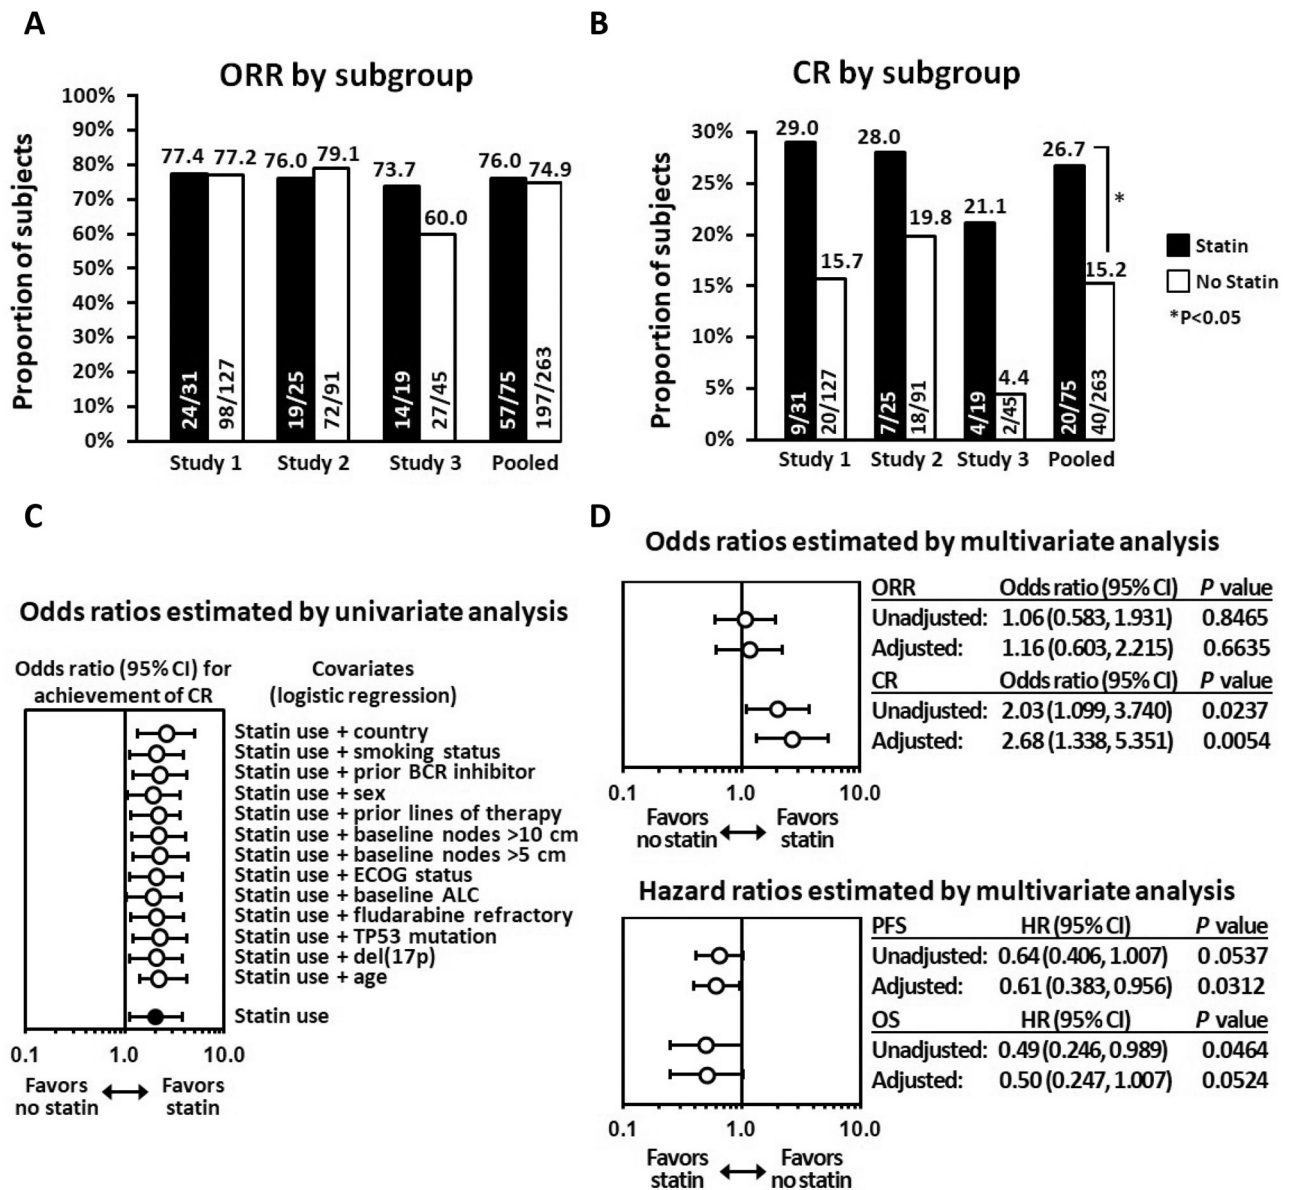 A
ORR by subgroup
Proportion of subjects
100%
90%
80%
70%
60%
50%
40%
30%
20%
10%
0%
77.4
77.2
76.0
79.1
73.7
60.0
76.0
74.9
24/31
98/127
19/25
72/91
14/19
27/45
57/75
197/263
Study 1
Study 2
Study 3
Pooled
B
CR by subgroup
Proportion of subjects
30%
25%
20%
15%
10%
5%
0%
29.0
15.7
28.0
19.8
21.1
4.4
26.7
15.2
*
9/31
20/127
7/25
18/91
4/19
2/45
20/75
40/263
Study 1
Study 2
Study 3
Pooled
Statin
No Statin
*P<0.05
C
Odds ratios estimated by univariate analysis
Odds ratio (95% CI) for
achievement of CR
Covariates
(logistic regression)
Statin use + country
Statin use + smoking status
Statin use + prior BCR inhibitor
Statin use + sex
Statin use + prior lines of therapy
Statin use + baseline nodes >10 cm
Statin use + baseline nodes >5 cm
Statin use + ECOG status
Statin use + baseline ALC
Statin use + fludarabine refractory
Statin use + TP53 mutation
Statin use + del(17p)
Statin use + age
Statin use
0.1
1.0
10.0
Favors
no statin
Favors
statin
D
Odds ratios estimated by multivariate analysis
ORR Odds ratio (95% CI) P value
Unadjusted: 1.06 (0.583, 1.931) 0.8465
Adjusted: 1.16 (0.603, 2.215) 0.6635
CR Odds ratio (95% CI) P value
Unadjusted: 2.03 (1.099, 3.740) 0.0237
Adjusted: 2.68 (1.338, 5.351) 0.0054
0.1
1.0
10.0
Favors
no statin
Favors
statin
Hazard ratios estimated by multivariate analysis
PFS HR (95% CI) P value
Unadjusted: 0.64 (0.406, 1.007) 0.0537
Adjusted: 0.61 (0.383, 0.956) 0.0312
OS HR (95% CI) P value
Unadjusted: 0.49 (0.246, 0.989) 0.0464
Adjusted: 0.50 (0.247, 1.007) 0.0524
0.1
1.0
10.0
Favors
statin
Favors
no statin